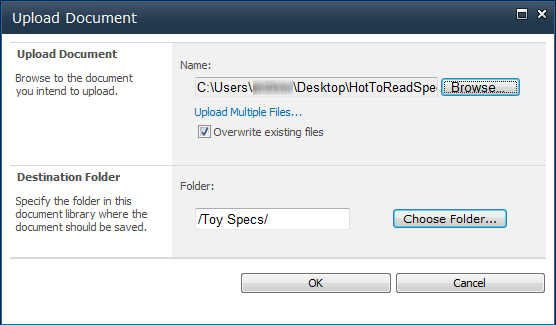 Upload Document
Upload Document
Browse to the document
you intend to upload.
Name:
C:\Users\ \Desktop\HotToReadSpe
Browse...
Upload Multiple Files...
Overwrite existing files
Destination Folder
Specify the folder in this
document library where the
document should be saved.
Folder:
/Toy Specs/
Choose Folder...
OK
Cancel